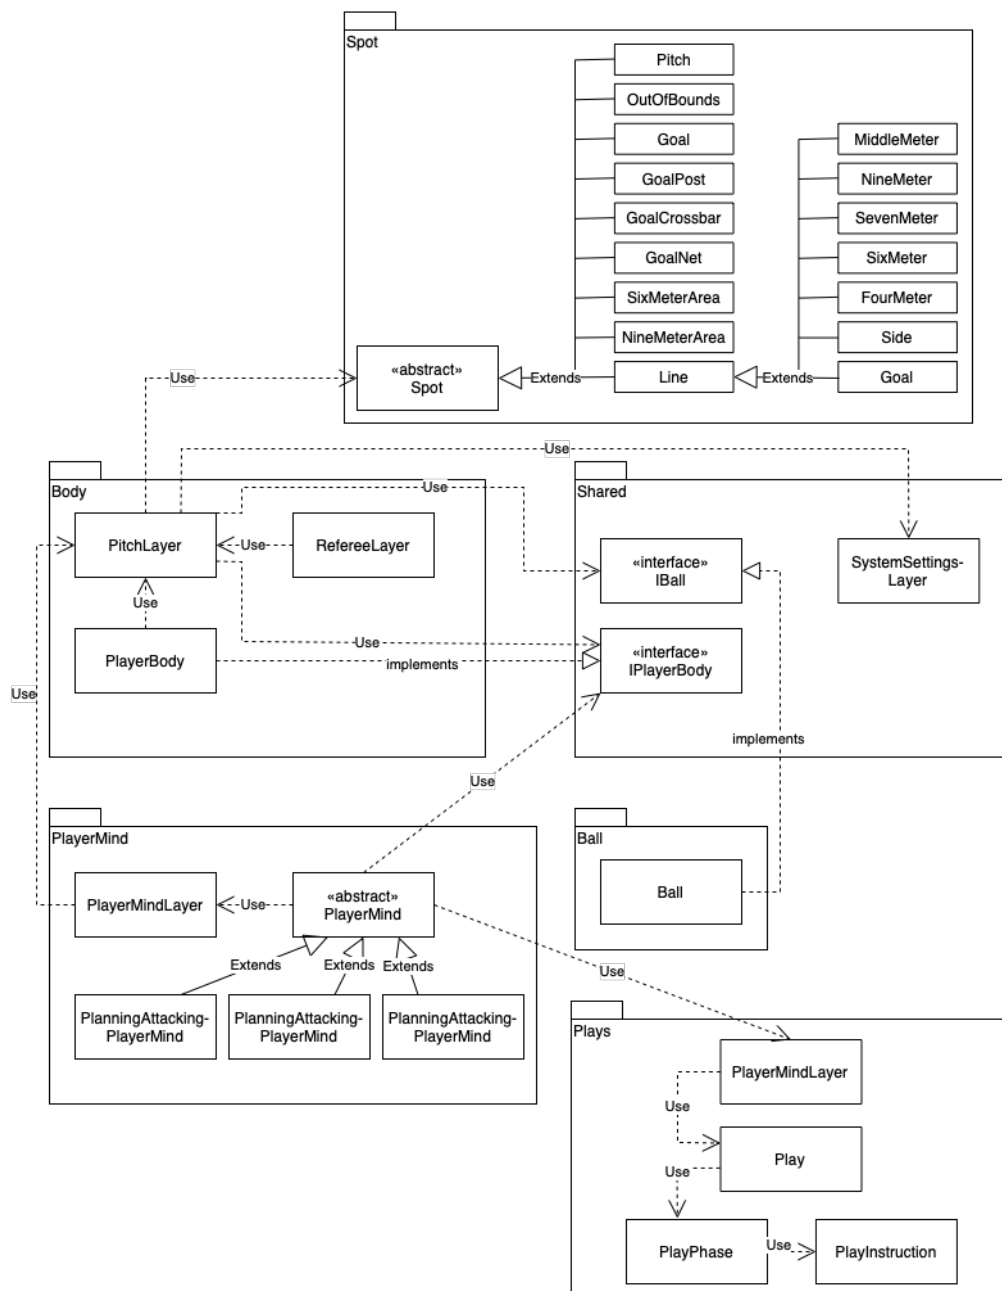 Spot
Pitch
OutOfBounds
Goal
MiddleMeter
GoalPost
NineMeter
GoalCrossbar
SevenMeter
GoalNet
SixMeter
SixMeterArea
FourMeter
NineMeterArea
Side
«abstract»
Spot
Extends
Line
Extends
Goal
Use
Use
Body
Use
Shared
PitchLayer
Use
RefereeLayer
«interface»
IBall
SystemSettings-
Layer
Use
PlayerBody
Use
implements
«interface»
IPlayerBody
Use
implements
Use
PlayerMind
Ball
PlayerMindLayer
Use
«abstract»
PlayerMind
Ball
Extends
Extends
Extends
Use
PlanningAttacking-
PlayerMind
PlanningAttacking-
PlayerMind
PlanningAttacking-
PlayerMind
Plays
PlayerMindLayer
Use
Play
Use
PlayPhase
Use
PlayInstruction